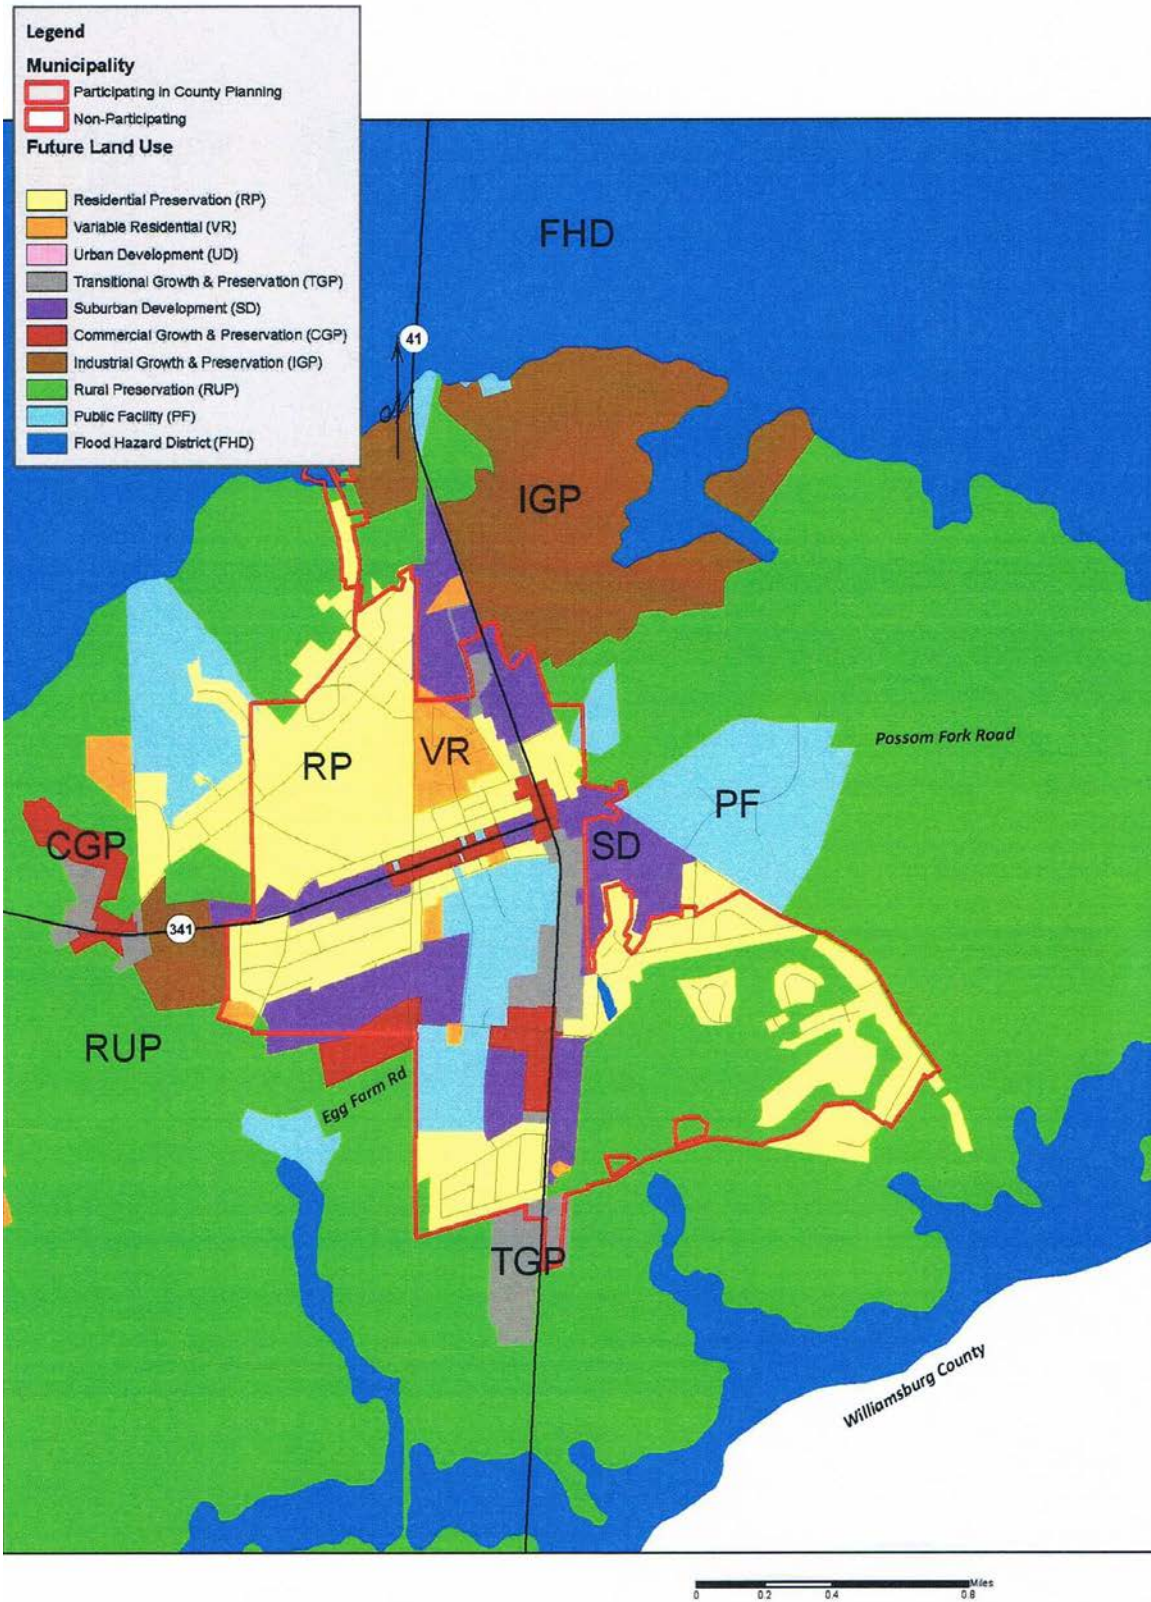 Legend
Municipality
Participating in County Planning
Non-Participating
Future Land Use
Residential Preservation (RP)
Variable Residential (VR)
Urban Development (UD)
Transitional Growth & Preservation (TGP)
Suburban Development (SD)
Commercial Growth & Preservation (CGP)
Industrial Growth & Preservation (IGP)
Rural Preservation (RUP)
Public Facility (PF)
Flood Hazard District (FHD)
FHD
41
IGP
Possom Fork Road
VR
RP
PF
CGP
SD
341
RUP
Egg Farm Rd
TGP
Williamsburg County
Miles
0 0.2 0.4 0.8